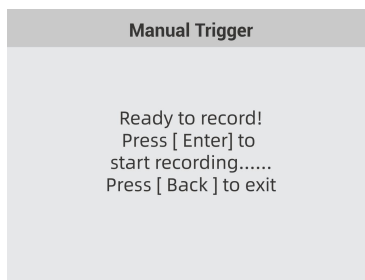 Manual Trigger
Ready to record!
Press [ Enter] to
start recording......
Press [ Back ] to exit